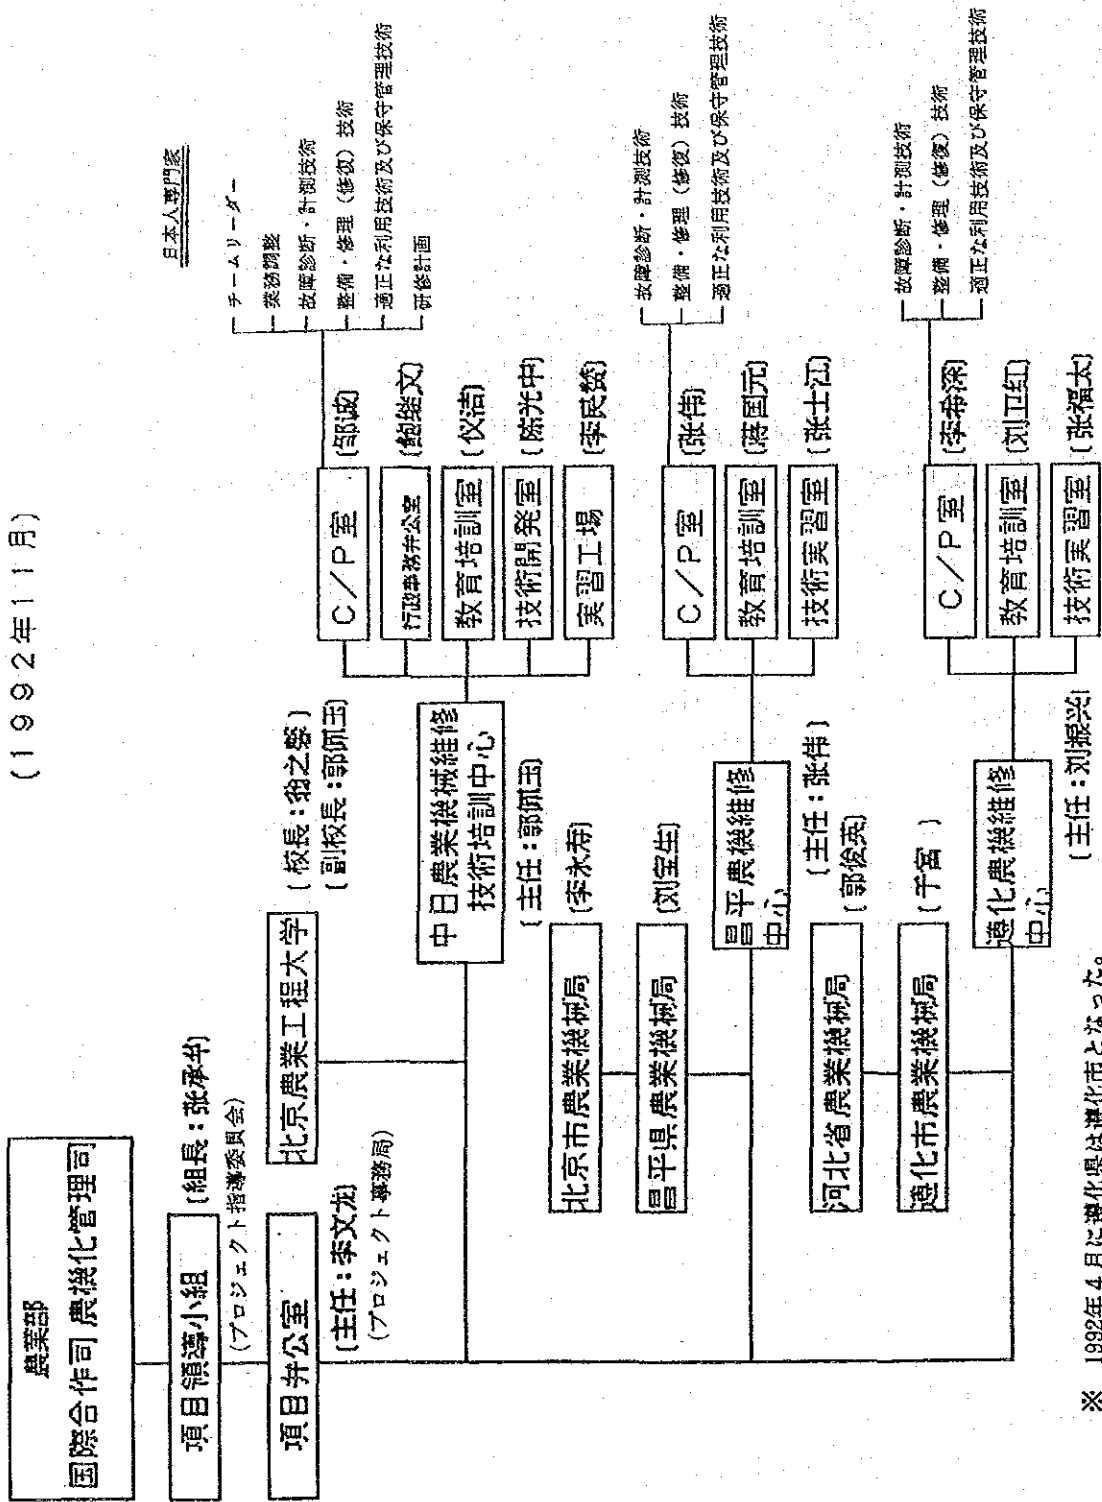 (1992年11月)
農業部
国際合作司 農機化管理司
項目領導小組
(組長:张承弁)
(プロジェクト指導委員会)
項目弁公室
(主任:李文龙)
(プロジェクト事務局)
北京農業工程大学
(校長:翁之馨)
(副校長:郭佩玉)
中日農業機械維修
技術培訓中心
(主任:郭佩玉)
C/P室
(邹诚)
行政事務弁公室
(鲍继文)
教育培訓室
(仪洁)
技術開発室
(陈光中)
実習工場
(李民赞)
日本人専門家
チームリーダー
業務調整
故障診断・計測技術
整備・修理(修復)技術
適正な利用技術及び保守管理技術
研修計画
北京市農業機械局
(李永寿)
昌平県農業機械局
(刘宝生)
昌平農機維修
中心
(主任:张伟)
C/P室
(张伟)
教育培訓室
(蒋国元)
技術実習室
(张士江)
故障診断・計測技術
整備・修理(修復)技術
適正な利用技術及び保守管理技術
河北省農業機械局
(郭俊英)
遵化市農業機械局
(千富)
遵化農機維修
中心
(主任:刘振兴)
C/P室
(李希深)
教育培訓室
(刘卫红)
技術実習室
(张福太)
故障診断・計測技術
整備・修理(修復)技術
適正な利用技術及び保守管理技術
※ 1992年4月に遵化県は遵化市となった。